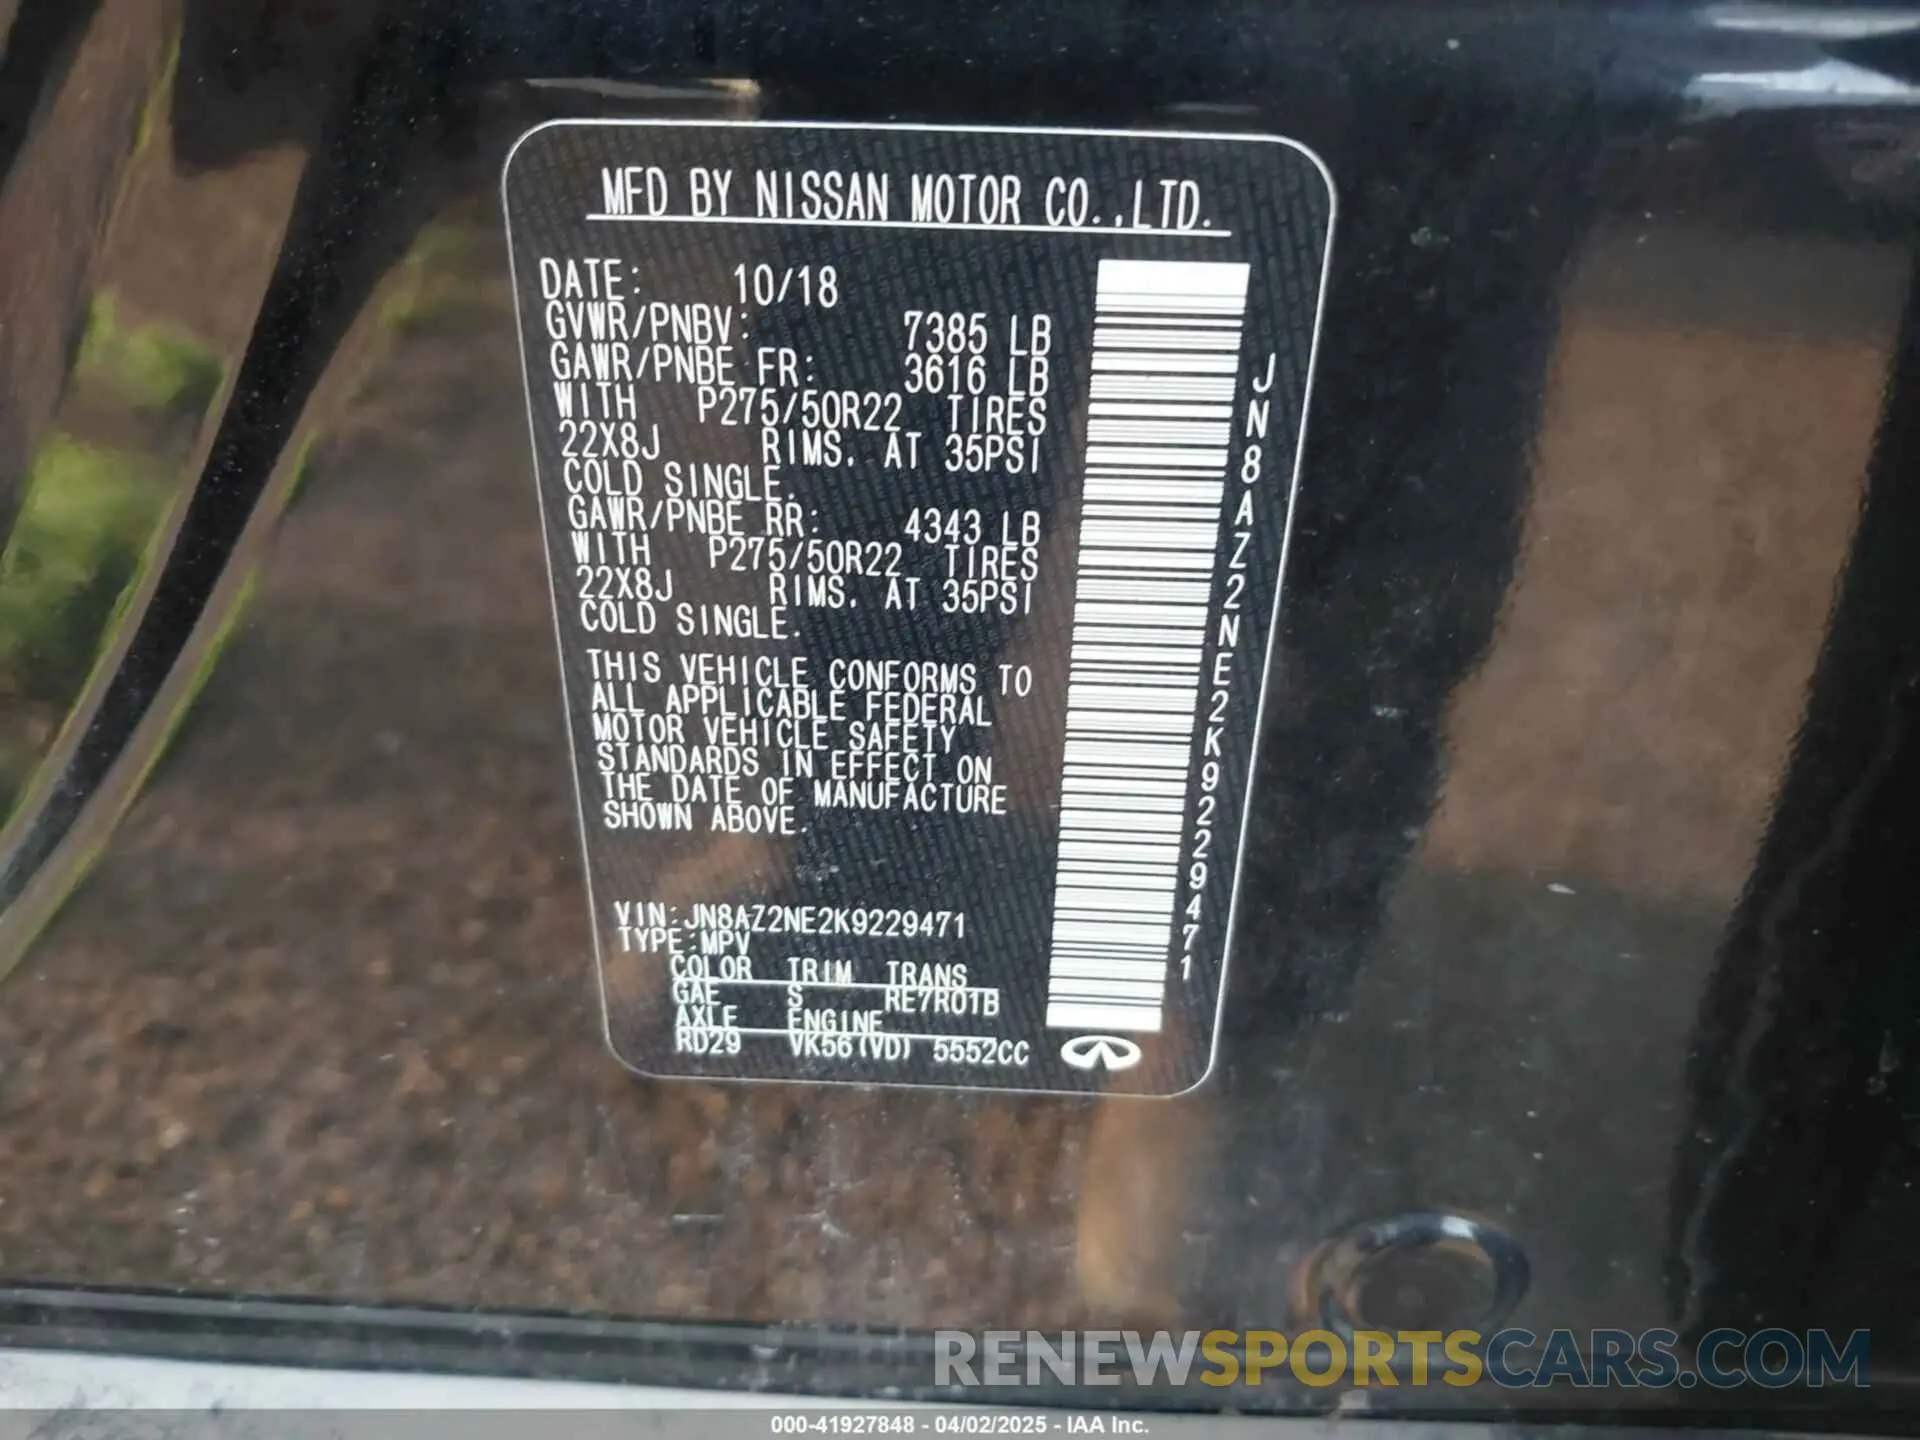 MFD BY NISSAN MOTOR CO.,LTD.
DATE: 10/18
GVWR/PNBV: 7385 LB
GAWR/PNBE FR: 3616 LB
WITH P275/50R22 TIRES
22X8J RIMS. AT 35PSI
COLD SINGLE.
GAWR/PNBE RR: 4343 LB
WITH P275/50R22 TIRES
22X8J RIMS. AT 35PSI
COLD SINGLE.
THIS VEHICLE CONFORMS TO
ALL APPLICABLE FEDERAL
MOTOR VEHICLE SAFETY
STANDARDS IN EFFECT ON
THE DATE OF MANUFACTURE
SHOWN ABOVE.
VIN:JN8AZ2NE2K9229471
TYPE:MPV
COLOR TRIM TRANS
GAE S RE7R01B
AXLE ENGINE
RD29 VK56(VD) 5552CC
JN8AZ2NE2K9229471
RENEWSPORTSCARS.COM
000-41927848 - 04/02/2025 - IAA Inc.